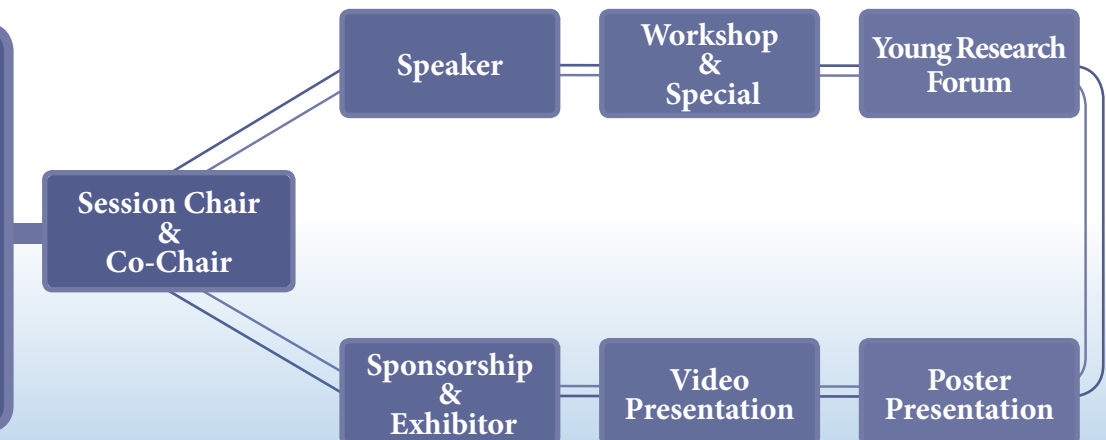 Speaker
Workshop
&
Special
Young Research
Forum
Session Chair
&
Co-Chair
Sponsorship
&
Exhibitor
Video
Presentation
Poster
Presentation